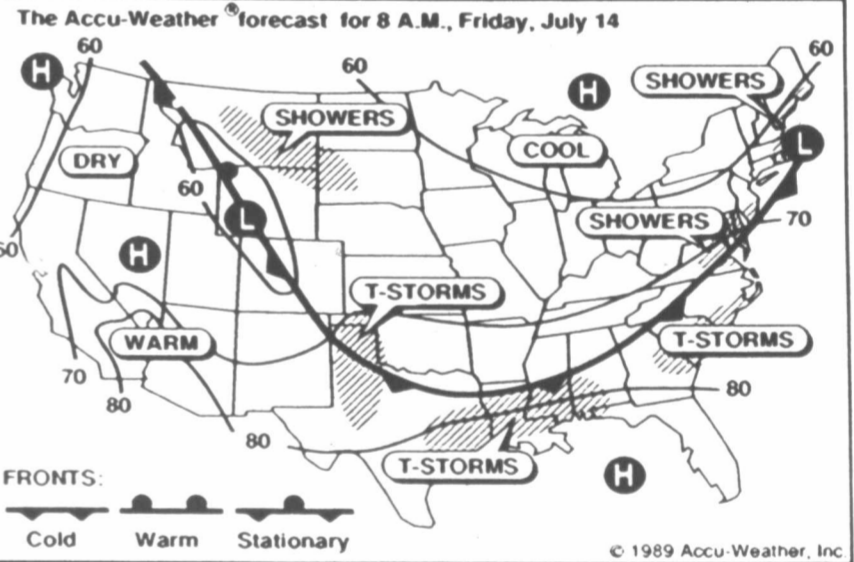 The Accu-Weather ® forecast for 8 A.M., Friday, July 14
60
60
60
H
H
SHOWERS
SHOWERS
DRY
COOL
L
60
L
SHOWERS
70
60
H
T-STORMS
WARM
T-STORMS
70
80
80
80
T-STORMS
H
FRONTS:
Cold Warm Stationary
© 1989 Accu-Weather, Inc.